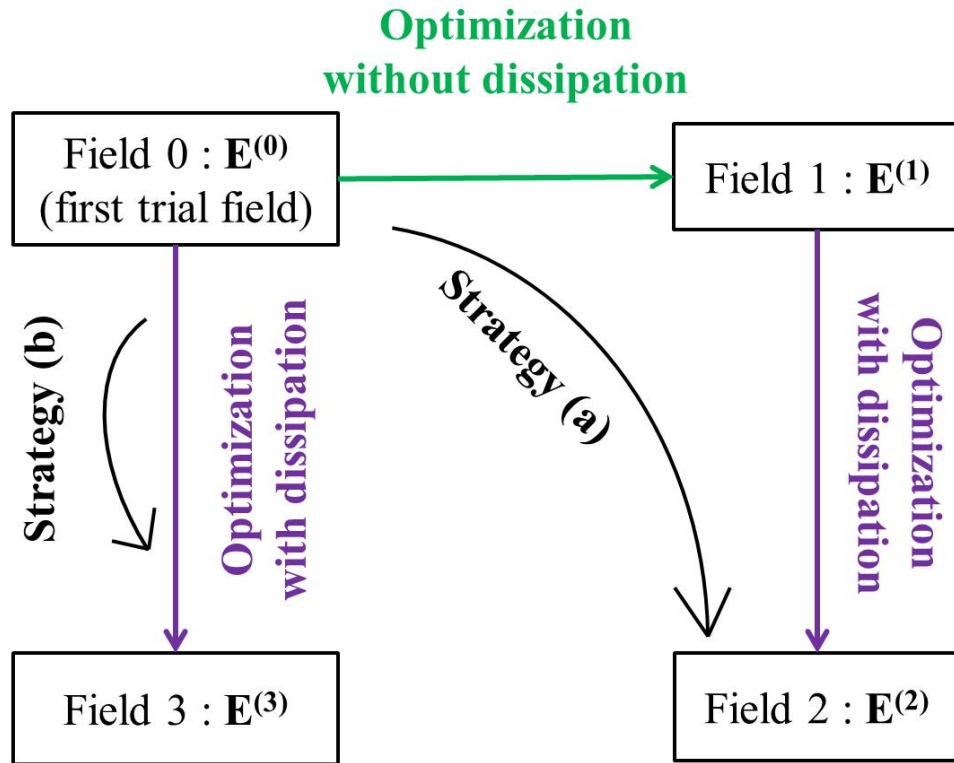 Optimization
without dissipation
Field 0 : E⁽⁰⁾
(first trial field)
Field 1 : E⁽¹⁾
Strategy (b)
Optimization
with dissipation
Strategy (a)
Optimization
with dissipation
Field 3 : E⁽³⁾
Field 2 : E⁽²⁾